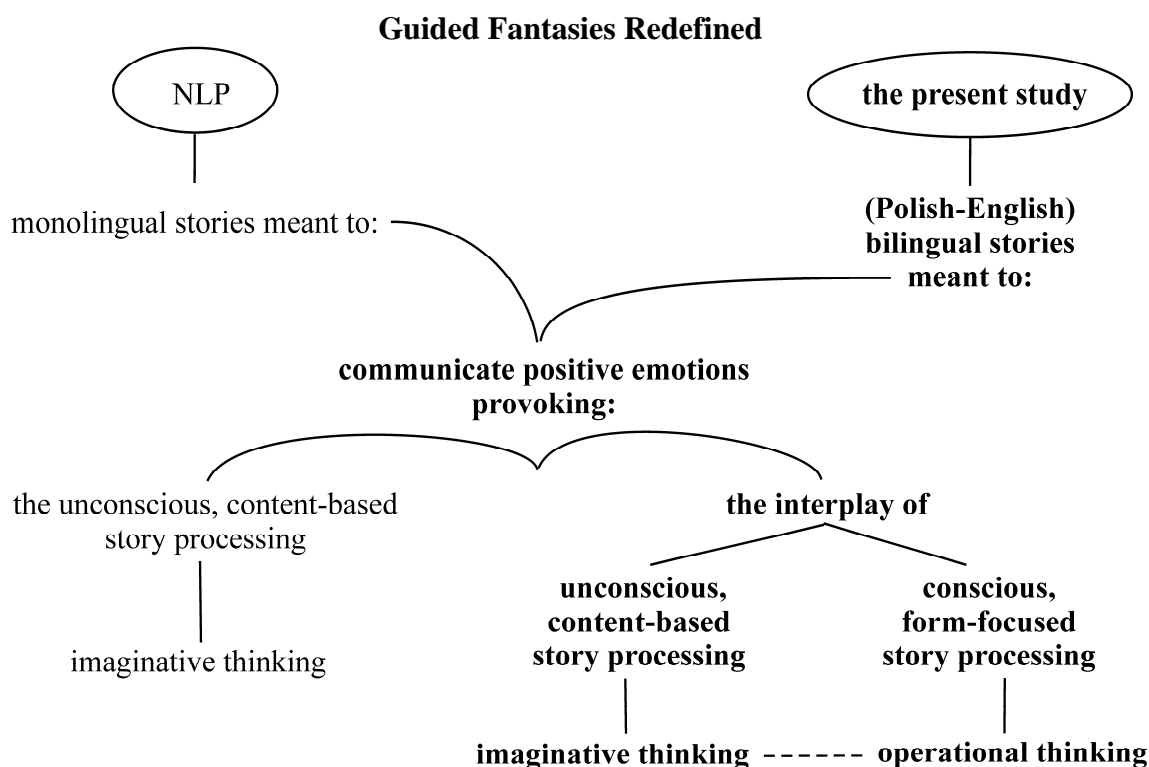 Guided Fantasies Redefined
NLP
the present study
monolingual stories meant to:
(Polish-English)
bilingual stories
meant to:
communicate positive emotions
provoking:
the unconscious, content-based
story processing
imaginative thinking
the interplay of
unconscious,
content-based
story processing
conscious,
form-focused
story processing
imaginative thinking
operational thinking